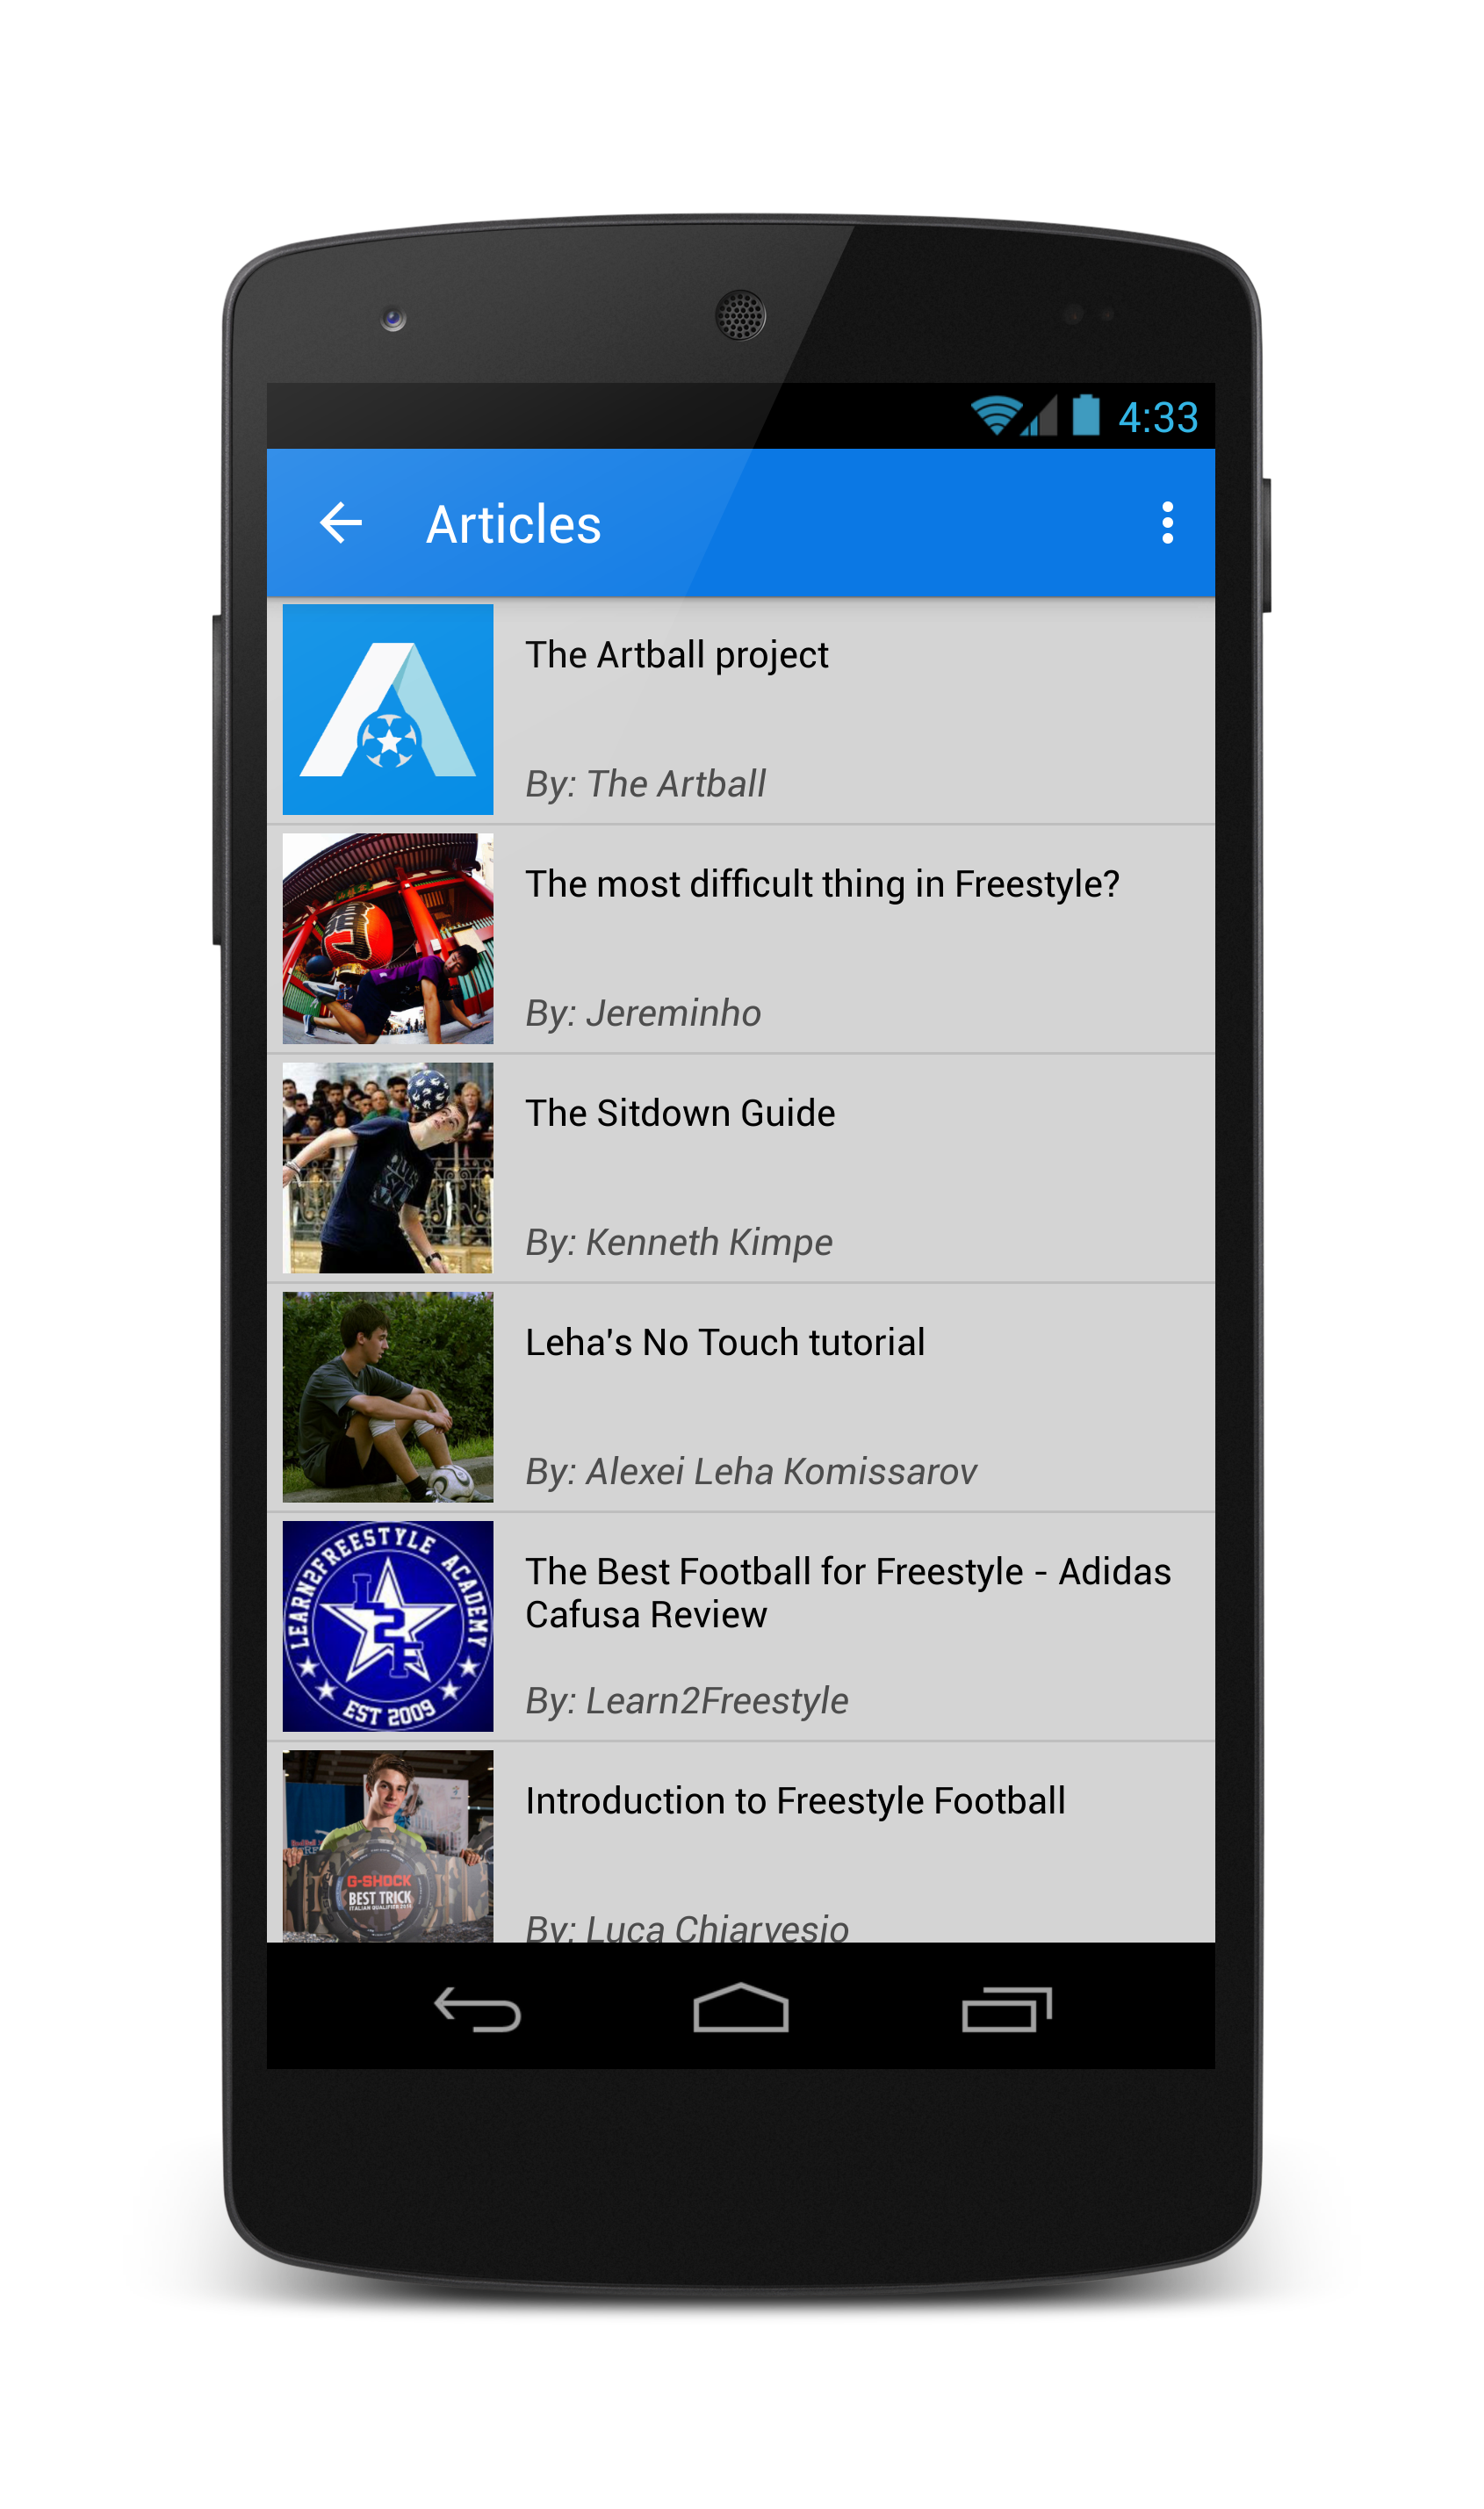 4:33
Articles
The Artball project
By: The Artball
The most difficult thing in Freestyle?
By: Jereminho
The Sitdown Guide
By: Kenneth Kimpe
Leha's No Touch tutorial
By: Alexei Leha Komissarov
LEARN2FREESTYLE ACADEMY
L2F
EST 2009
The Best Football for Freestyle - Adidas
Cafusa Review
By: Learn2Freestyle
G-SHOCK
BEST TRICK
Introduction to Freestyle Football
By: Luca Chiarvesio